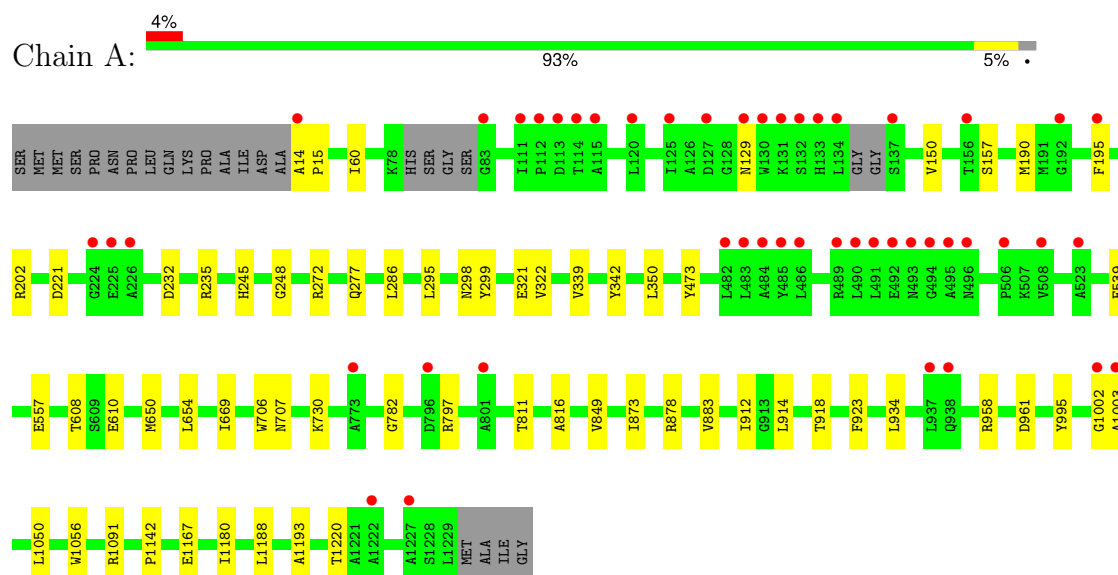 4%
Chain A:
93% 5% •
SER MET MET SER PRO ASN PRO LEU GLN LYS PRO ALA ILE ASP ALA A14 P15 I60 K78 HIS SER GLY SER G83 I111 P112 D113 T114 A115 L120 I125 A126 D127 G128 N129 W130 K131 S132 H133 L134 GLY GLY S137 V150 T156 S157 M190 M191 G192 F195
R202 D221 G224 E225 A226 D232 R235 H245 G248 R272 Q277 L286 L295 N298 Y299 E321 V322 V339 Y342 L350 Y473 L482 L483 A484 Y485 L486 R489 L490 L491 E492 N493 G494 A495 N496 P506 K507 V508 A523 E539
E557 T608 S609 E610 M650 L654 I669 W706 N707 K730 A773 G782 D796 R797 A801 T811 A816 V849 I873 R878 V883 I912 G913 L914 T918 F923 L934 L937 Q938 R958 D961 Y995 G1002 A1003
L1050 W1056 R1091 P1142 E1167 I1180 L1188 A1193 T1220 A1221 A1222 A1227 S1228 L1229 MET ALA ILE GLY